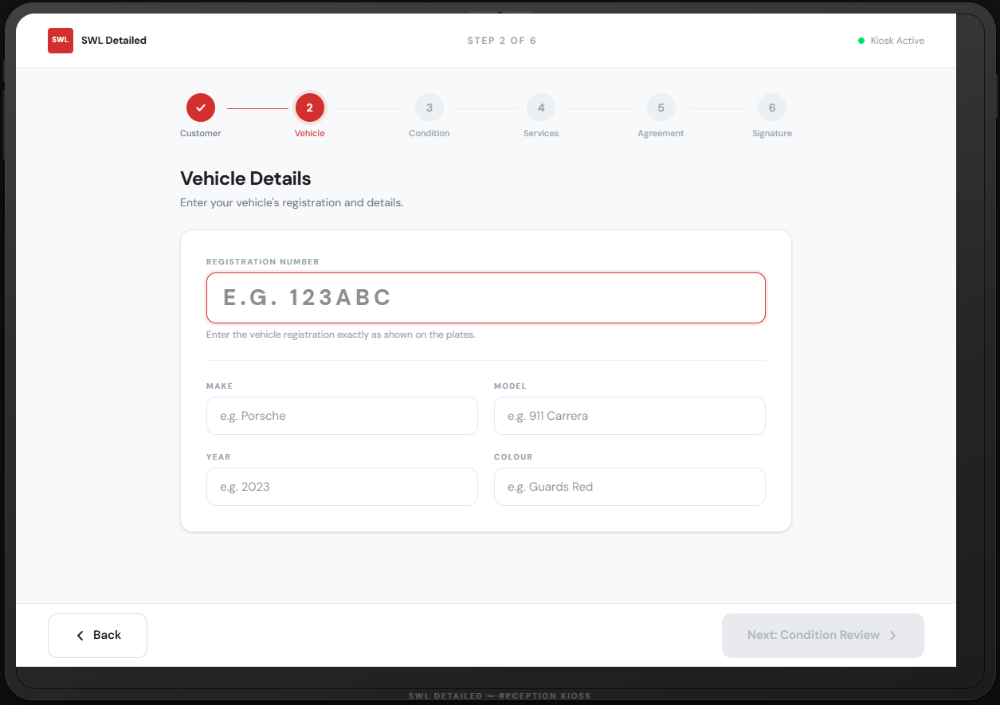 SWL
SWL Detailed
STEP 2 OF 6
Kiosk Active
2
3
4
5
6
Customer
Vehicle
Condition
Services
Agreement
Signature
Vehicle Details
Enter your vehicle's registration and details.
REGISTRATION NUMBER
E.G. 123ABC
Enter the vehicle registration exactly as shown on the plates.
MAKE
MODEL
e.g. Porsche
e.g. 911 Carrera
YEAR
COLOUR
e.g. 2023
e.g. Guards Red
Back
Next: Condition Review
SWL DETAILED — RECEPTION KIOSK